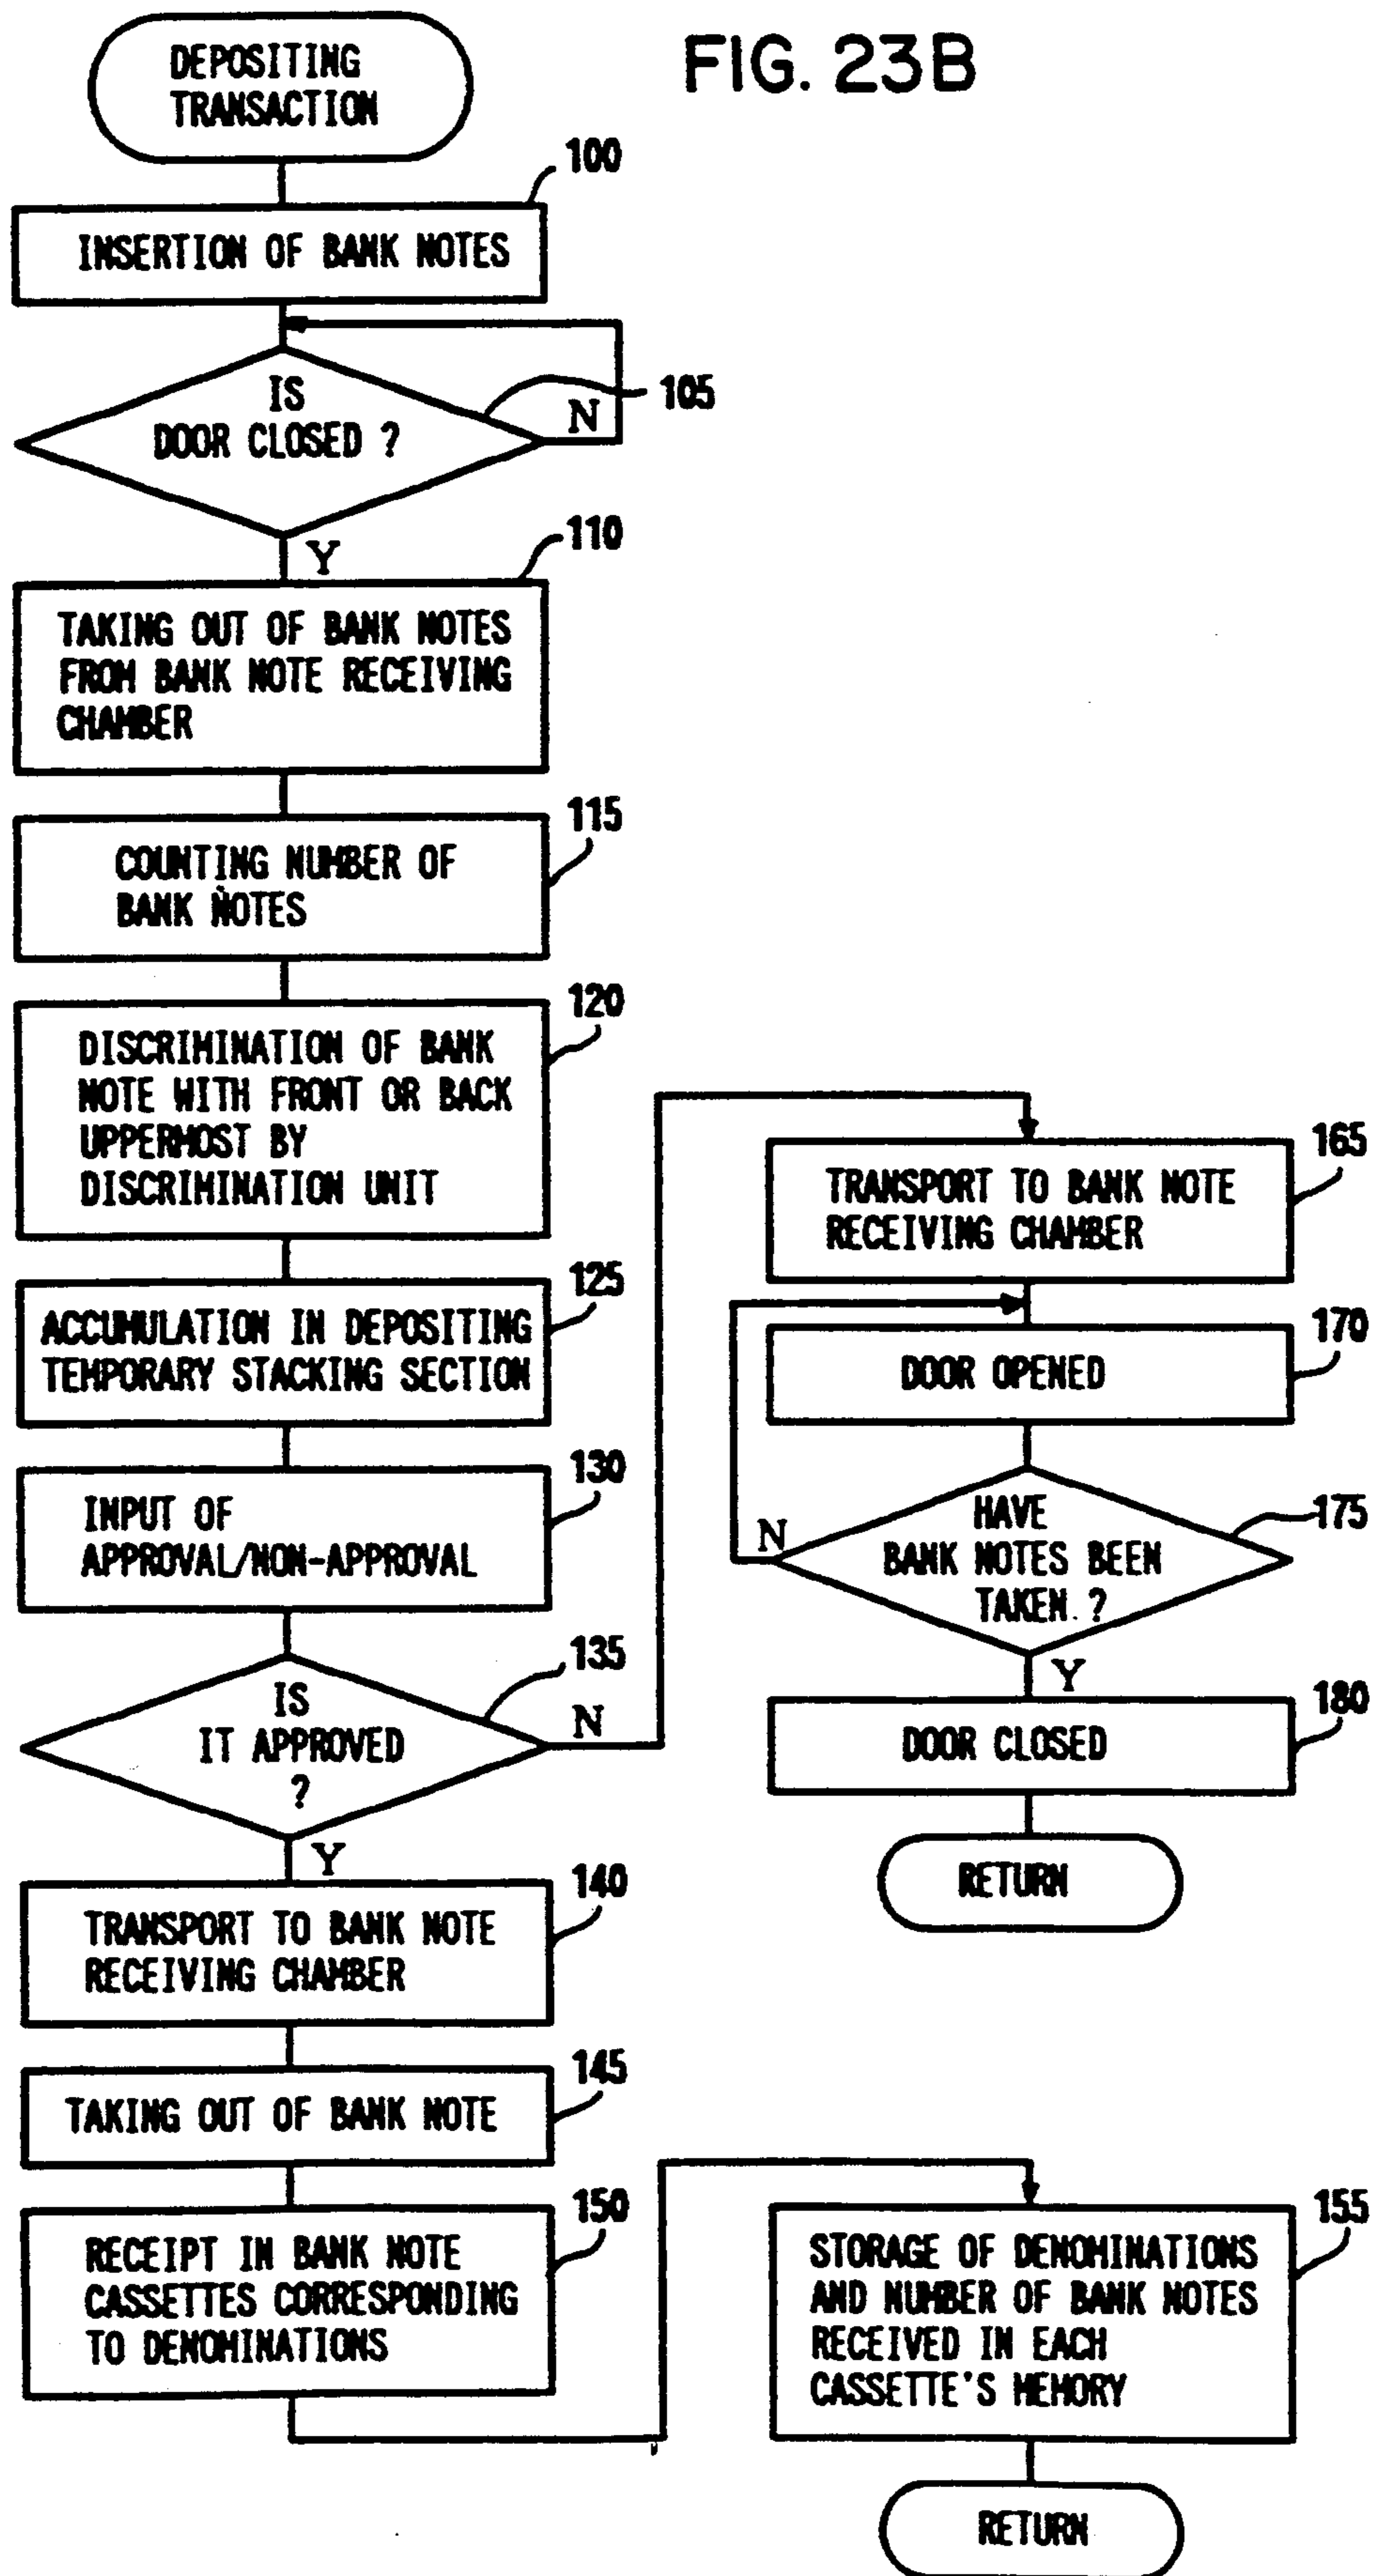 FIG. 23B
DEPOSITING
TRANSACTION
100
INSERTION OF BANK NOTES
IS
DOOR CLOSED ?
105
N
Y
110
TAKING OUT OF BANK NOTES
FROM BANK NOTE RECEIVING
CHAMBER
115
COUNTING NUMBER OF
BANK NOTES
120
DISCRIMINATION OF BANK
NOTE WITH FRONT OR BACK
UPPERMOST BY
DISCRIMINATION UNIT
125
ACCUMULATION IN DEPOSITING
TEMPORARY STACKING SECTION
130
INPUT OF
APPROVAL/NON-APPROVAL
135
IS
IT APPROVED
?
N
Y
140
TRANSPORT TO BANK NOTE
RECEIVING CHAMBER
145
TAKING OUT OF BANK NOTE
150
RECEIPT IN BANK NOTE
CASSETTES CORRESPONDING
TO DENOMINATIONS
165
TRANSPORT TO BANK NOTE
RECEIVING CHAMBER
170
DOOR OPENED
175
HAVE
BANK NOTES BEEN
TAKEN ?
N
Y
180
DOOR CLOSED
RETURN
155
STORAGE OF DENOMINATIONS
AND NUMBER OF BANK NOTES
RECEIVED IN EACH
CASSETTE'S MEMORY
RETURN